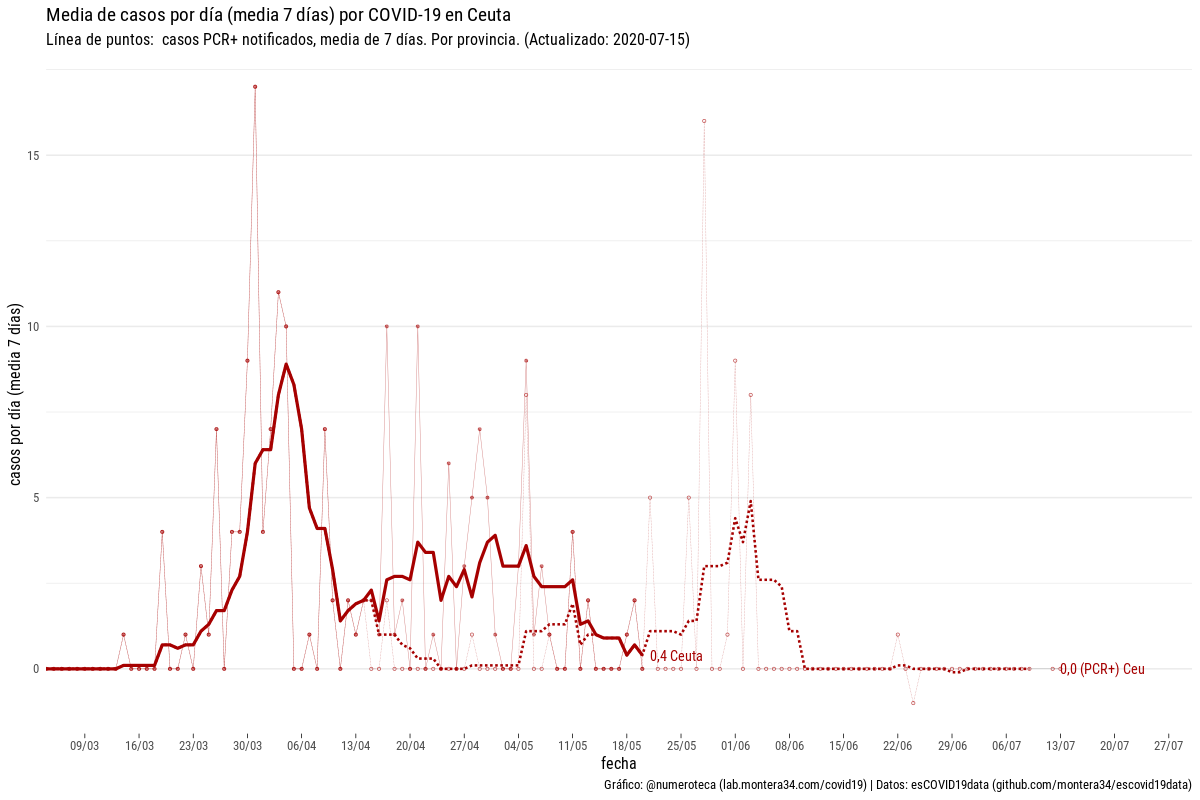 Media de casos por día (media 7 días) por COVID-19 en Ceuta
Línea de puntos:  casos PCR+ notificados, media de 7 días. Por provincia. (Actualizado: 2020-07-15)
casos por día (media 7 días)
15
10
5
0
0,4 Ceuta
0,0 (PCR+) Ceu
09/03 16/03 23/03 30/03 06/04 13/04 20/04 27/04 04/05 11/05 18/05 25/05 01/06 08/06 15/06 22/06 29/06 06/07 13/07 20/07 27/07
fecha
Gráfico: @numeroteca (lab.montera34.com/covid19) | Datos: esCOVID19data (github.com/montera34/escovid19data)